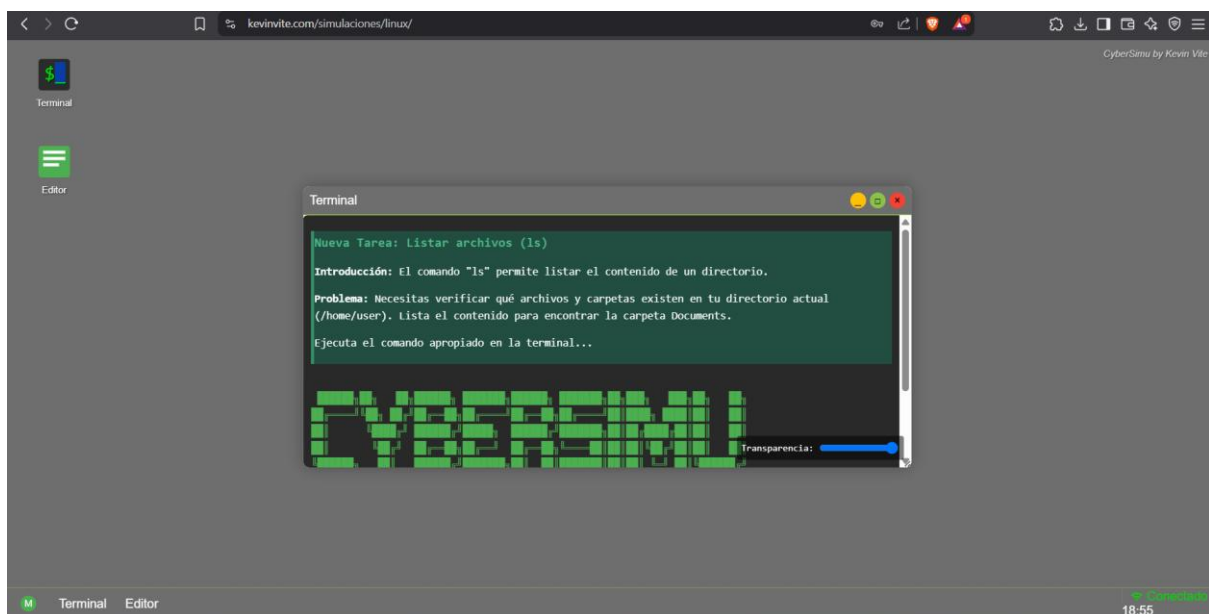 kevinvite.com/simulaciones/linux/
CyberSimu by Kevin Vite
$_
Terminal
Editor
Terminal
Nueva Tarea: Listar archivos (ls)
Introducción: El comando "ls" permite listar el contenido de un directorio.
Problema: Necesitas verificar qué archivos y carpetas existen en tu directorio actual
(/home/user). Lista el contenido para encontrar la carpeta Documents.
Ejecuta el comando apropiado en la terminal...
CYBERSIMU
Transparencia:
M Terminal Editor
Conectado
18:55